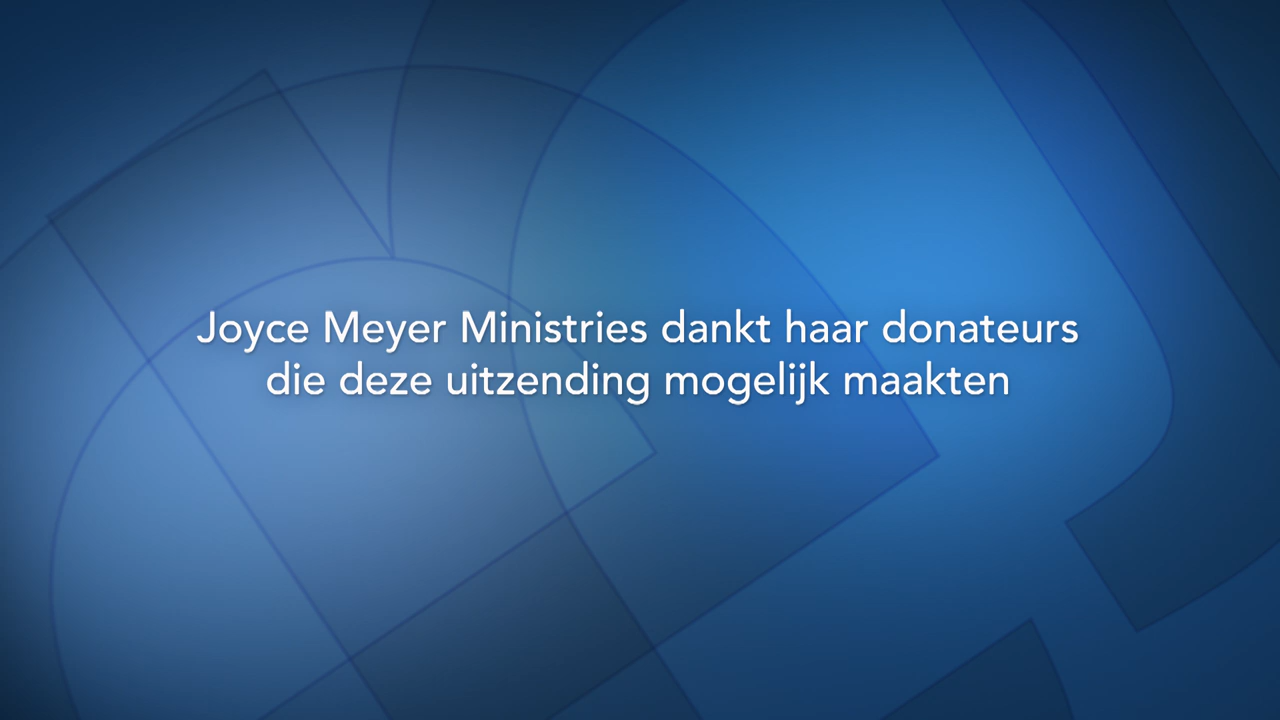 Joyce Meyer Ministries dankt haar donateurs
die deze uitzending mogelijk maakten